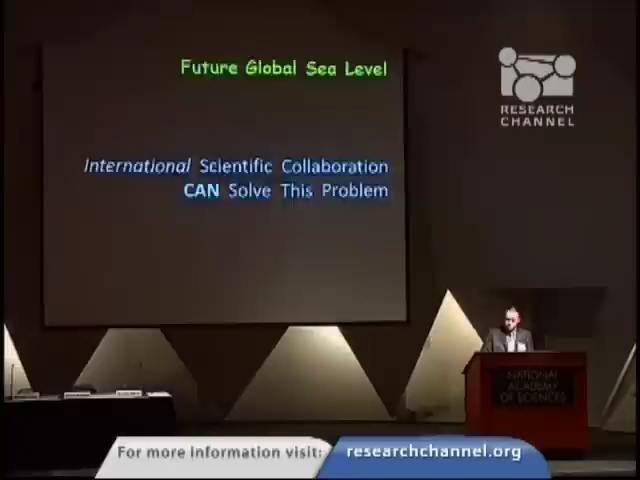 Future Global Sea Level
RESEARCH
CHANNEL
International Scientific Collaboration
CAN Solve This Problem
NATIONAL
ACADEMY
OF SCIENCES
For more information visit: researchchannel.org